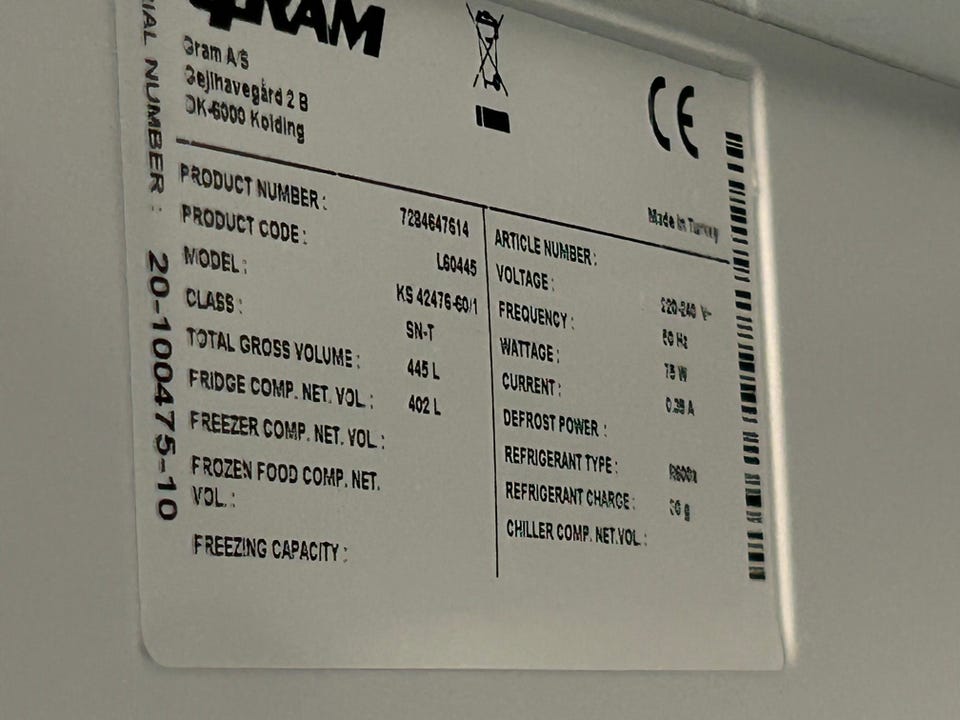 GRAM
Gram A/S
Gejlhavegård 2 B
DK-6000 Kolding
CE
Made in Turkey
PRODUCT NUMBER : 7284647614
PRODUCT CODE : L60445
MODEL : KS 42476-60/1
CLASS : SN-T
TOTAL GROSS VOLUME : 445 L
FRIDGE COMP. NET. VOL. : 402 L
FREEZER COMP. NET. VOL :
FROZEN FOOD COMP. NET.
VOL. :
FREEZING CAPACITY :
ARTICLE NUMBER :
VOLTAGE : 220-240 V~
FREQUENCY : 50 Hz
WATTAGE : W
CURRENT : A
DEFROST POWER :
REFRIGERANT TYPE : R600a
REFRIGERANT CHARGE : g
CHILLER COMP. NET.VOL. :
NUMBER : 20-100475-10